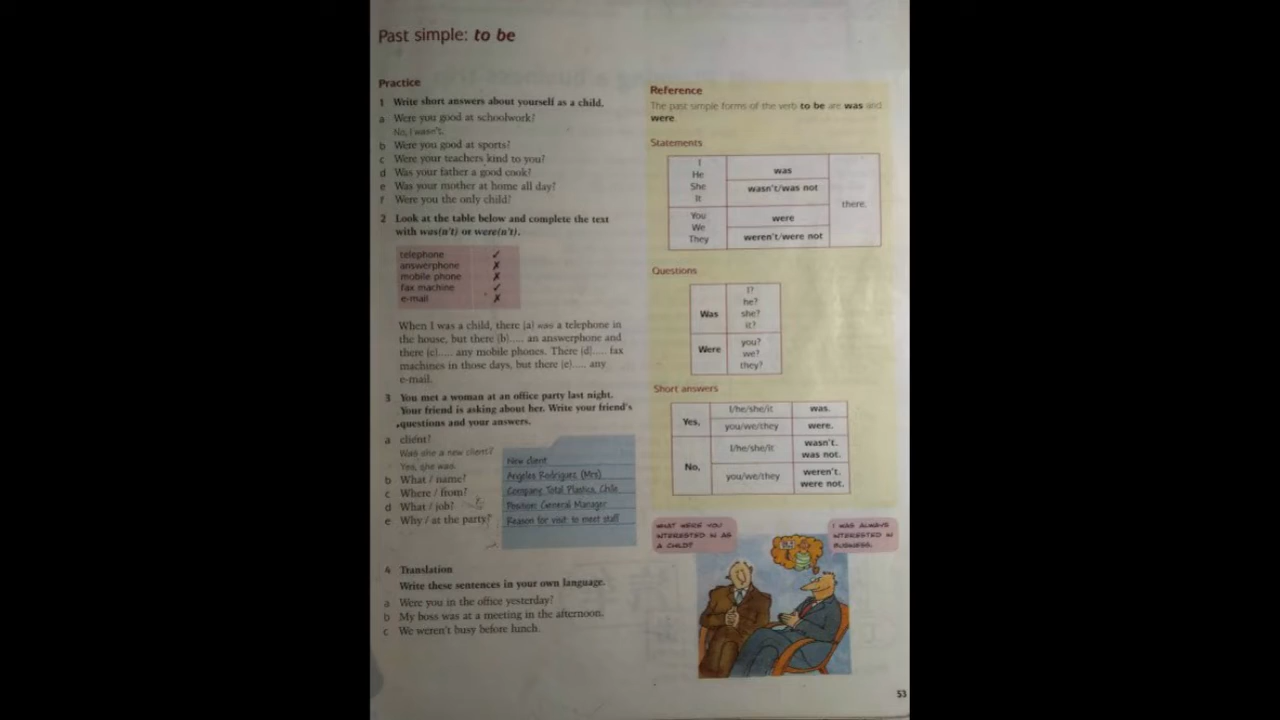 Past simple: to be
Practice
1 Write short answers about yourself as a child.
a Were you good at schoolwork?
No, I wasn't.
b Were you good at sports?
c Were your teachers kind to you?
d Was your father a good cook?
e Was your mother at home all day?
f Were you the only child?
2 Look at the table below and complete the text
with was(n't) or were(n't).
telephone ✓
answerphone ✗
mobile phone ✗
fax machine ✓
e-mail ✗
When I was a child, there (a) was a telephone in
the house, but there (b)..... an answerphone and
there (c)..... any mobile phones. There (d)..... fax
machines in those days, but there (e)..... any
e-mail.
3 You met a woman at an office party last night.
Your friend is asking about her. Write your friend's
questions and your answers.
a client?
Was she a new client?
Yes, she was.
b What / name?
c Where / from?
d What / job?
e Why / at the party?
New client
Angeles Rodriguez (Mrs)
Company: Total Plastics, Chile
Position: General Manager
Reason for visit: to meet staff
4 Translation
Write these sentences in your own language.
a Were you in the office yesterday?
b My boss was at a meeting in the afternoon.
c We weren't busy before lunch.
Reference
The past simple forms of the verb to be are was and
were.
Statements
I
He
She
It
was
wasn't/was not
You
We
They
were
weren't/were not
there.
Questions
Was
I?
he?
she?
it?
Were
you?
we?
they?
Short answers
Yes,
I/he/she/it was.
you/we/they were.
No,
I/he/she/it
wasn't.
was not.
you/we/they
weren't.
were not.
WHAT WERE YOU
INTERESTED IN AS
A CHILD?
I WAS ALWAYS
INTERESTED IN
BUSINESS.
53